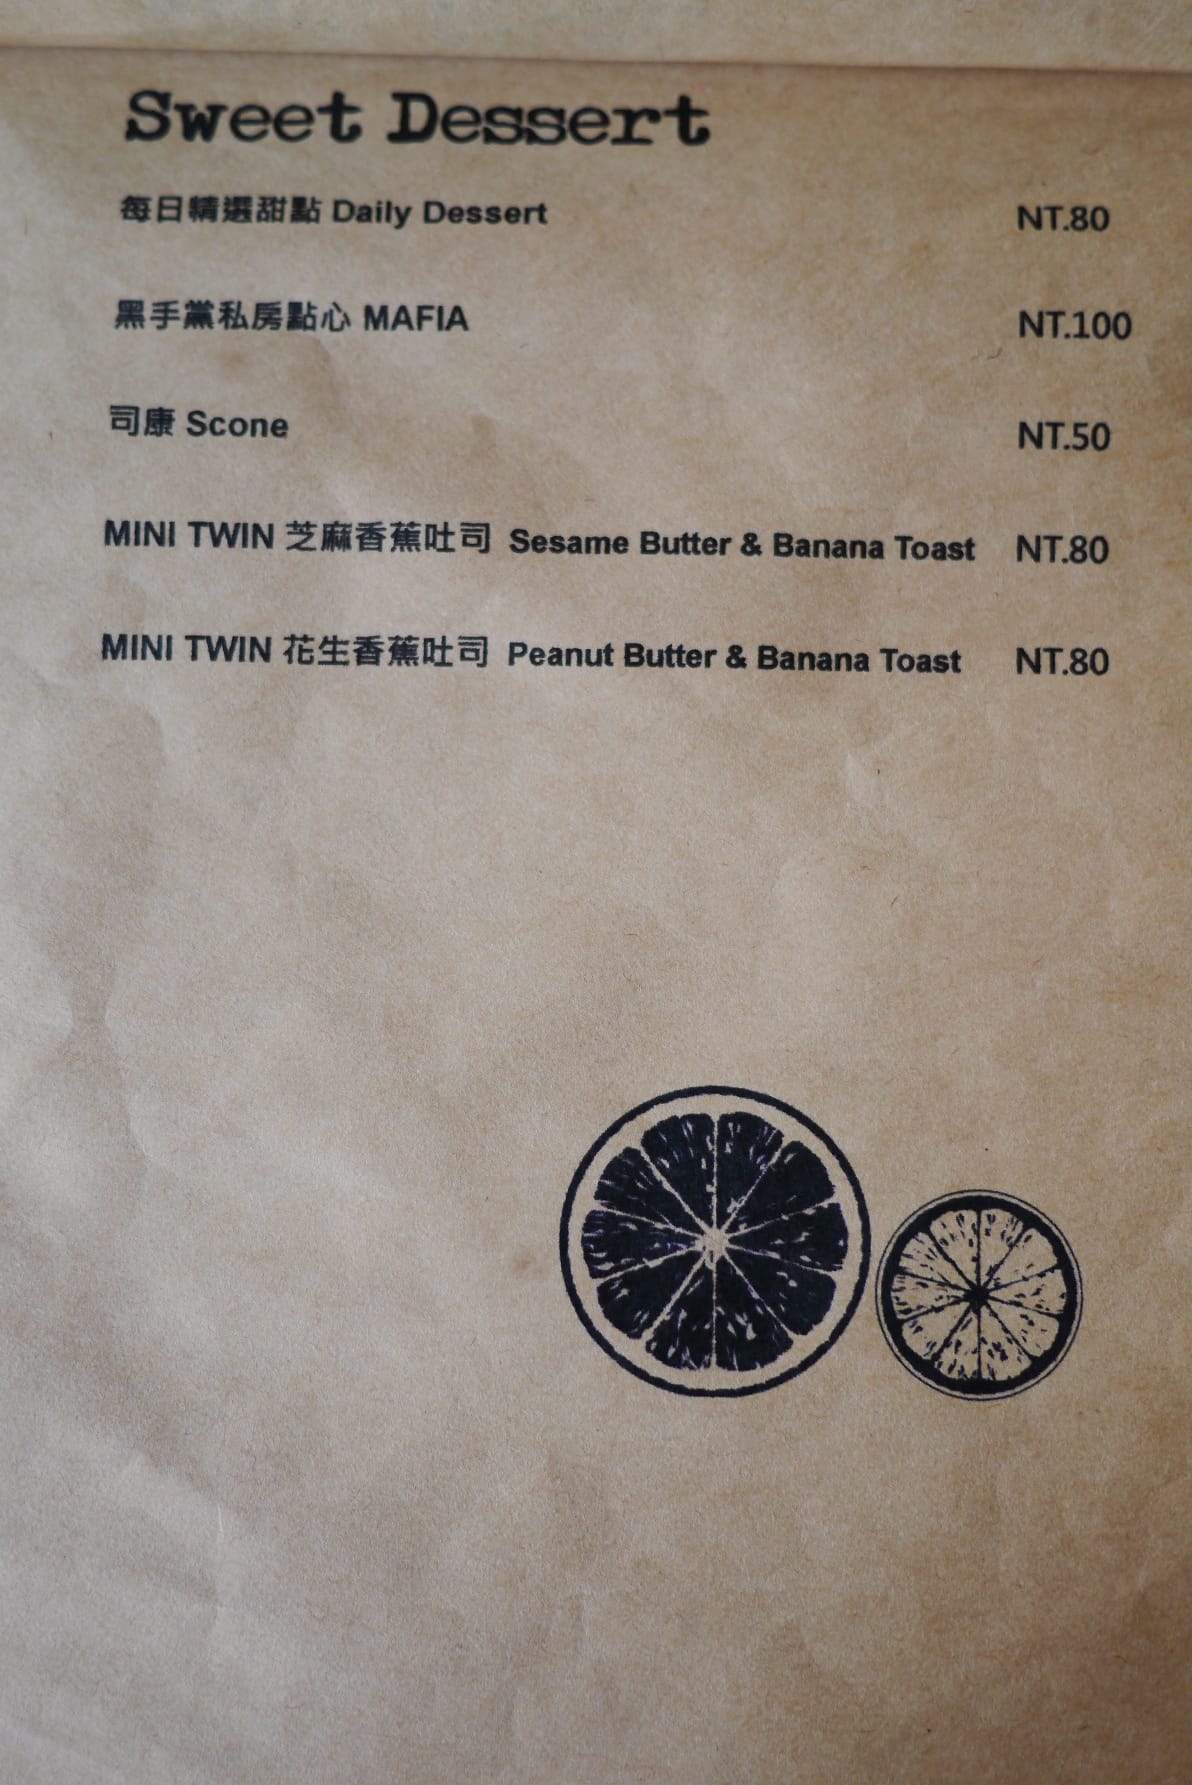 Sweet Dessert
每日精選甜點 Daily Dessert NT.80
黑手黨私房點心 MAFIA NT.100
司康 Scone NT.50
MINI TWIN 芝麻香蕉吐司 Sesame Butter & Banana Toast NT.80
MINI TWIN 花生香蕉吐司 Peanut Butter & Banana Toast NT.80